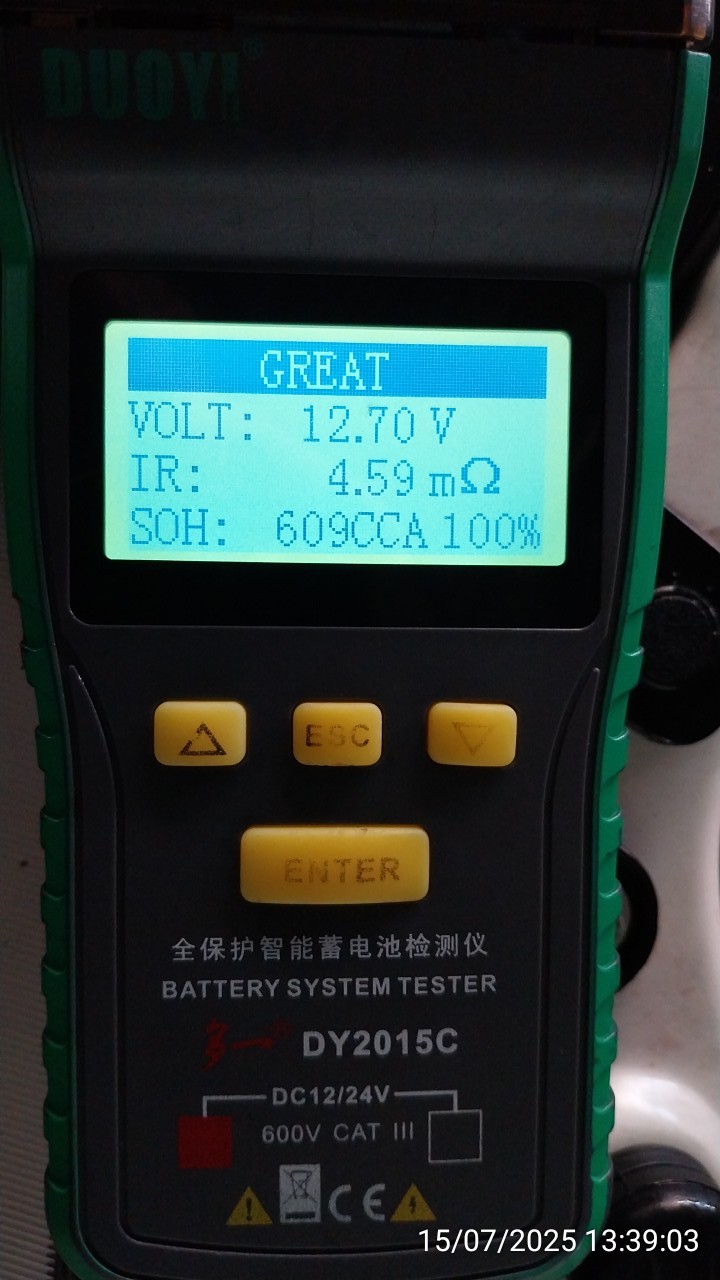 DUOYI
GREAT
VOLT: 12.70 V
IR: 4.59 mΩ
SOH: 609CCA 100%
ESC
ENTER
全保护智能蓄电池检测仪
BATTERY SYSTEM TESTER
多一® DY2015C
DC12/24V
600V CAT III
CE
15/07/2025 13:39:03